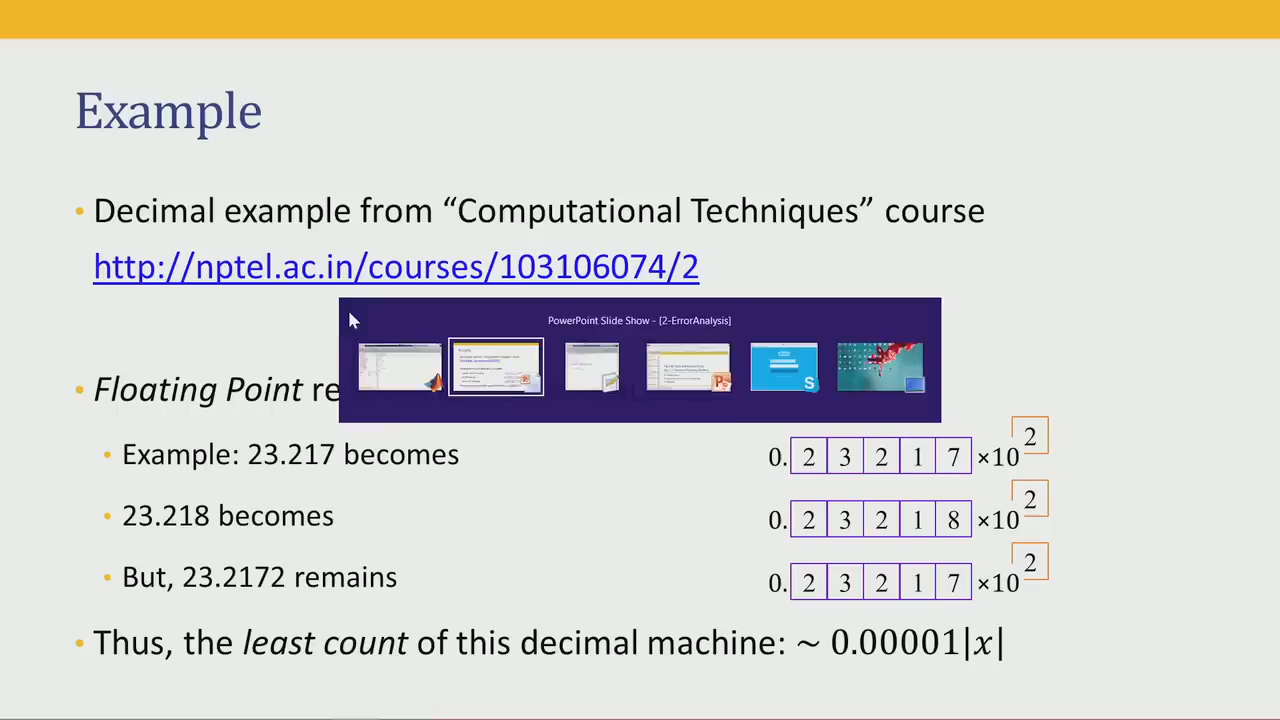 Example
• Decimal example from “Computational Techniques” course
http://nptel.ac.in/courses/103106074/2
PowerPoint Slide Show - [2-ErrorAnalysis]
• Floating Point re
• Example: 23.217 becomes 0. 2 3 2 1 7 ×10 2
• 23.218 becomes 0. 2 3 2 1 8 ×10 2
• But, 23.2172 remains 0. 2 3 2 1 7 ×10 2
• Thus, the least count of this decimal machine: ~ 0.00001|x|